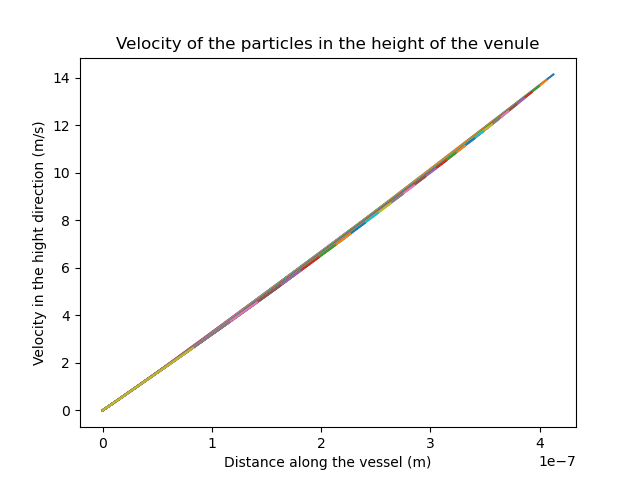 Velocity of the particles in the height of the venule
Velocity in the hight direction (m/s)
14
12
10
8
6
4
2
0
0 1 2 3 4
1e−7
Distance along the vessel (m)